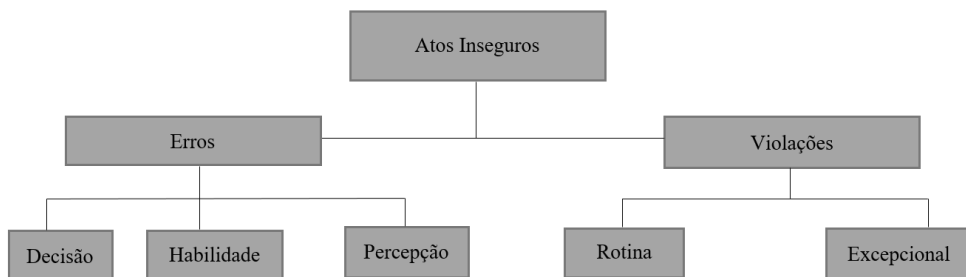 Atos Inseguros
Erros
Violações
Decisão
Habilidade
Percepção
Rotina
Excepcional